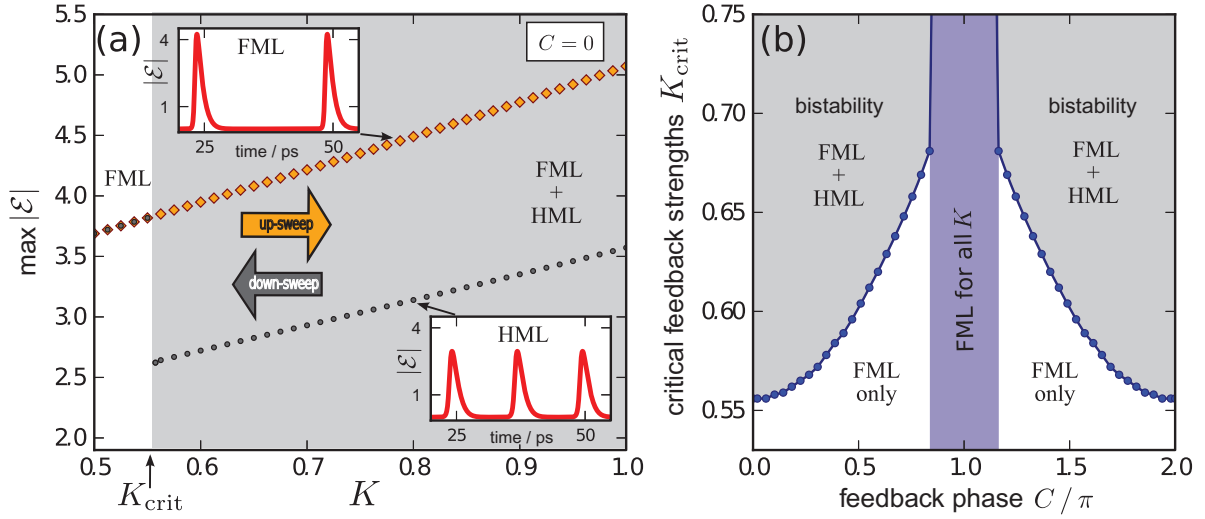 (a)
max |ℰ|
5.5
5.0
4.5
4.0
3.5
3.0
2.5
2.0
0.5
0.6
0.7
0.8
0.9
1.0
K_crit
K
FML
C = 0
FML
+
HML
up-sweep
down-sweep
FML
|ℰ|
4
1
25
50
time / ps
HML
|ℰ|
4
1
25
50
time / ps
(b)
critical feedback strengths K_crit
0.75
0.70
0.65
0.60
0.55
0.0
0.5
1.0
1.5
2.0
feedback phase C / π
bistability
FML
+
HML
FML
only
FML for all K
bistability
FML
+
HML
FML
only